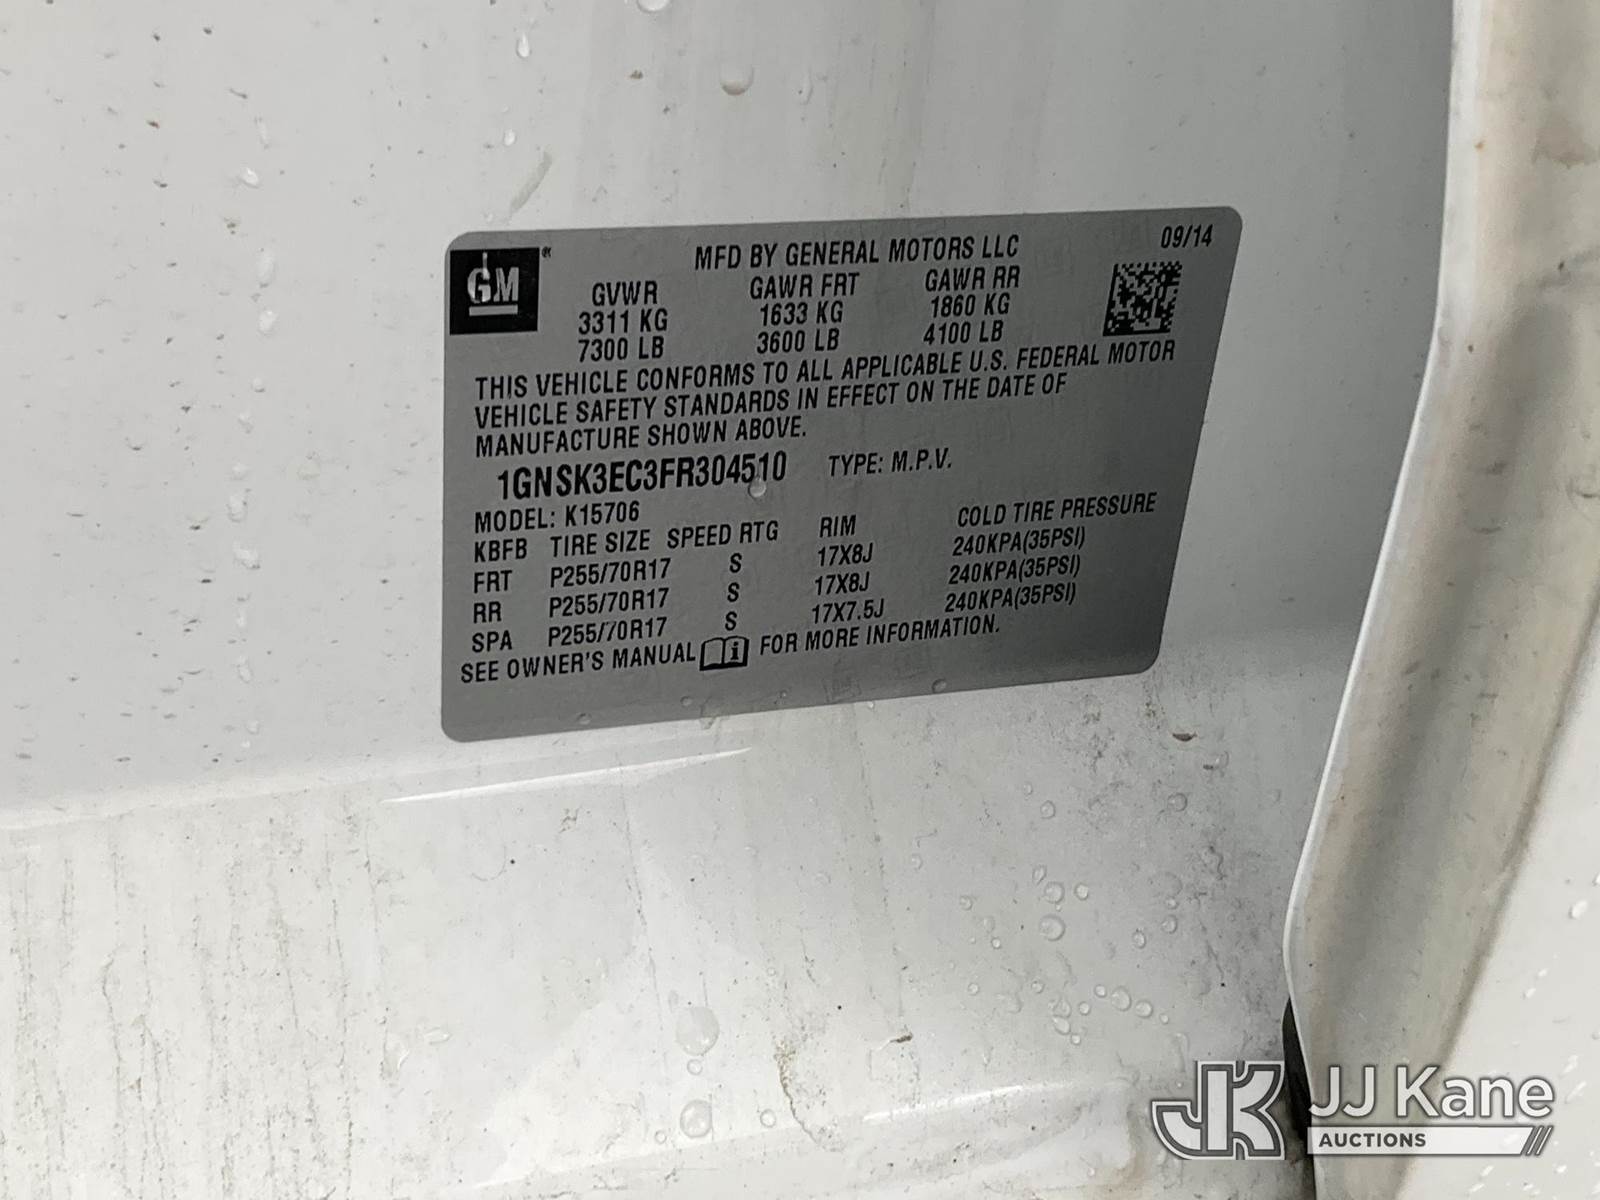 GM®
MFD BY GENERAL MOTORS LLC 09/14
GVWR GAWR FRT GAWR RR
3311 KG 1633 KG 1860 KG
7300 LB 3600 LB 4100 LB
THIS VEHICLE CONFORMS TO ALL APPLICABLE U.S. FEDERAL MOTOR
VEHICLE SAFETY STANDARDS IN EFFECT ON THE DATE OF
MANUFACTURE SHOWN ABOVE.
1GNSK3EC3FR304510 TYPE: M.P.V.
MODEL: K15706
KBFB TIRE SIZE SPEED RTG RIM COLD TIRE PRESSURE
FRT P255/70R17 S 17X8J 240KPA(35PSI)
RR P255/70R17 S 17X8J 240KPA(35PSI)
SPA P255/70R17 S 17X7.5J 240KPA(35PSI)
SEE OWNER'S MANUAL i FOR MORE INFORMATION.
JK JJ Kane
AUCTIONS